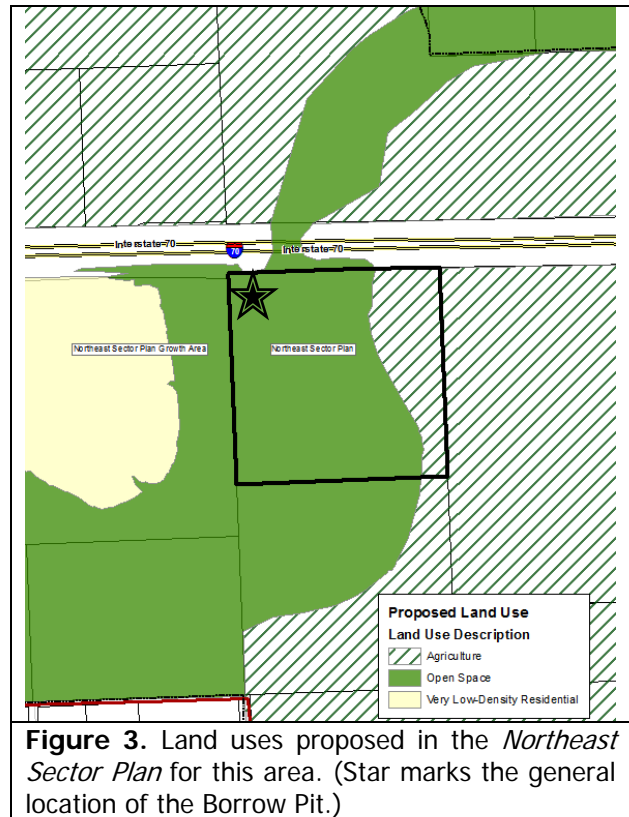 Interstate-70
Interstate-70
70
Northeast Sector Plan Growth Area
Northeast Sector Plan
Proposed Land Use
Land Use Description
Agriculture
Open Space
Very Low-Density Residential
Figure 3. Land uses proposed in the Northeast
Sector Plan for this area. (Star marks the general
location of the Borrow Pit.)